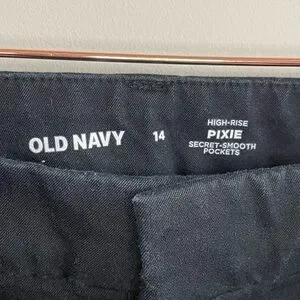 OLD NAVY
14
HIGH-RISE
PIXIE
SECRET-SMOOTH
POCKETS